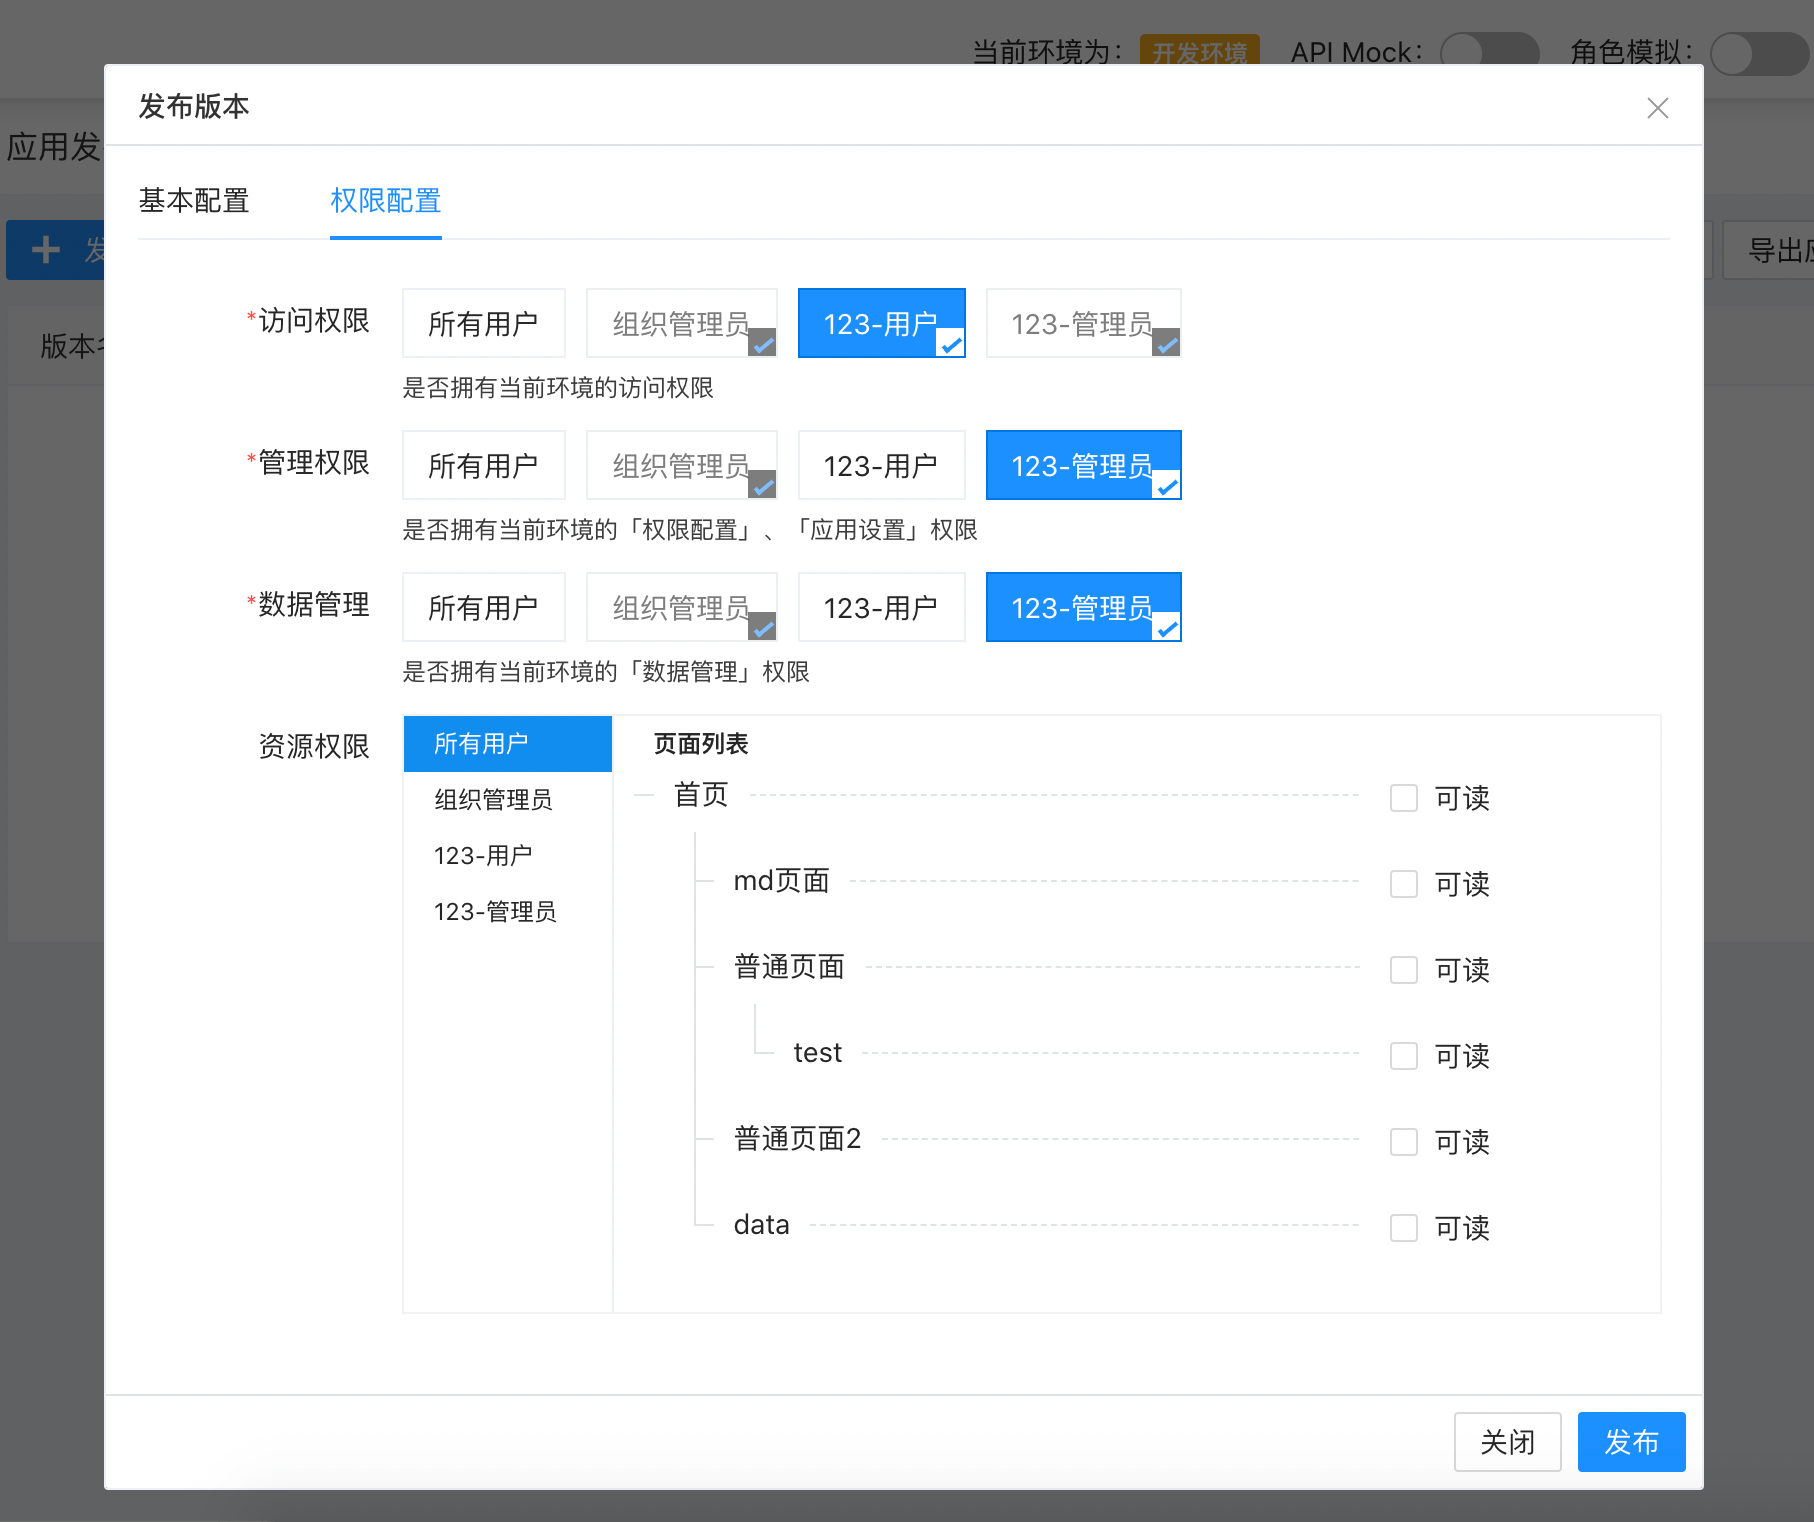 当前环境为： 开发环境 API Mock： 角色模拟：
发布版本
应用发
基本配置 权限配置
发
导出应
版本名
*访问权限 所有用户 组织管理员 123-用户 123-管理员
是否拥有当前环境的访问权限
*管理权限 所有用户 组织管理员 123-用户 123-管理员
是否拥有当前环境的「权限配置」、「应用设置」权限
*数据管理 所有用户 组织管理员 123-用户 123-管理员
是否拥有当前环境的「数据管理」权限
资源权限 所有用户 页面列表
组织管理员
123-用户
123-管理员
首页 可读
md页面 可读
普通页面 可读
test 可读
普通页面2 可读
data 可读
关闭 发布